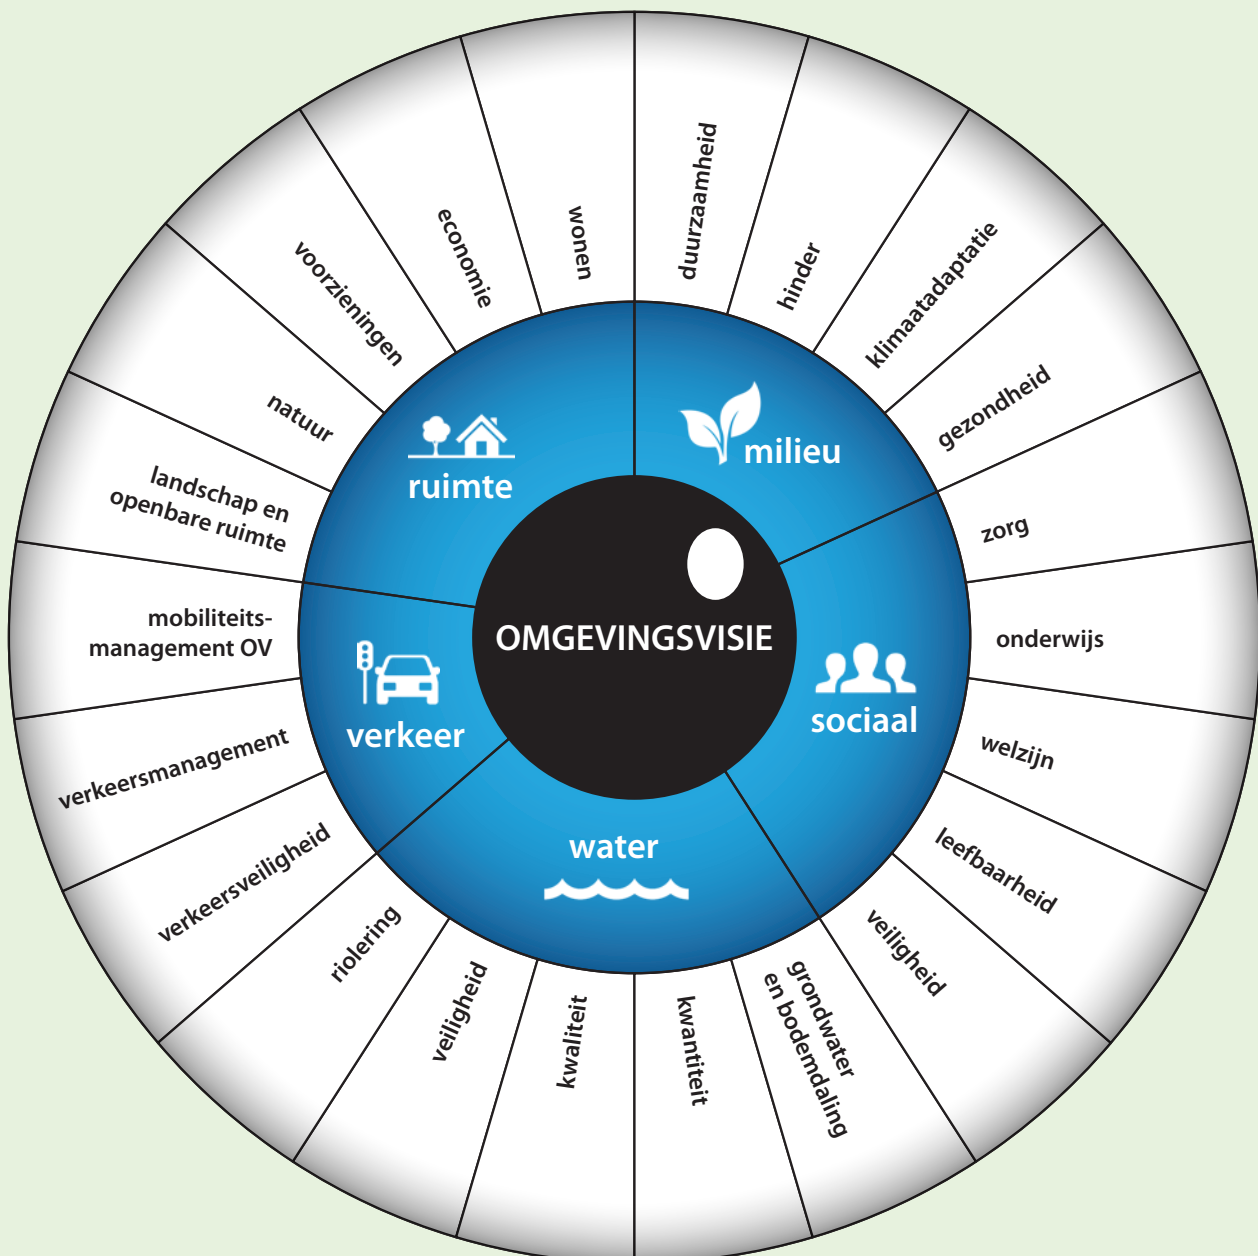 OMGEVINGSVISIE
milieu
sociaal
water
verkeer
ruimte
duurzaamheid
hinder
klimaatadaptatie
gezondheid
zorg
onderwijs
welzijn
leefbaarheid
veiligheid
grondwater
en bodemdaling
kwantiteit
kwaliteit
veiligheid
riolering
verkeersveiligheid
verkeersmanagement
mobiliteits-
management OV
landschap en
openbare ruimte
natuur
voorzieningen
economie
wonen